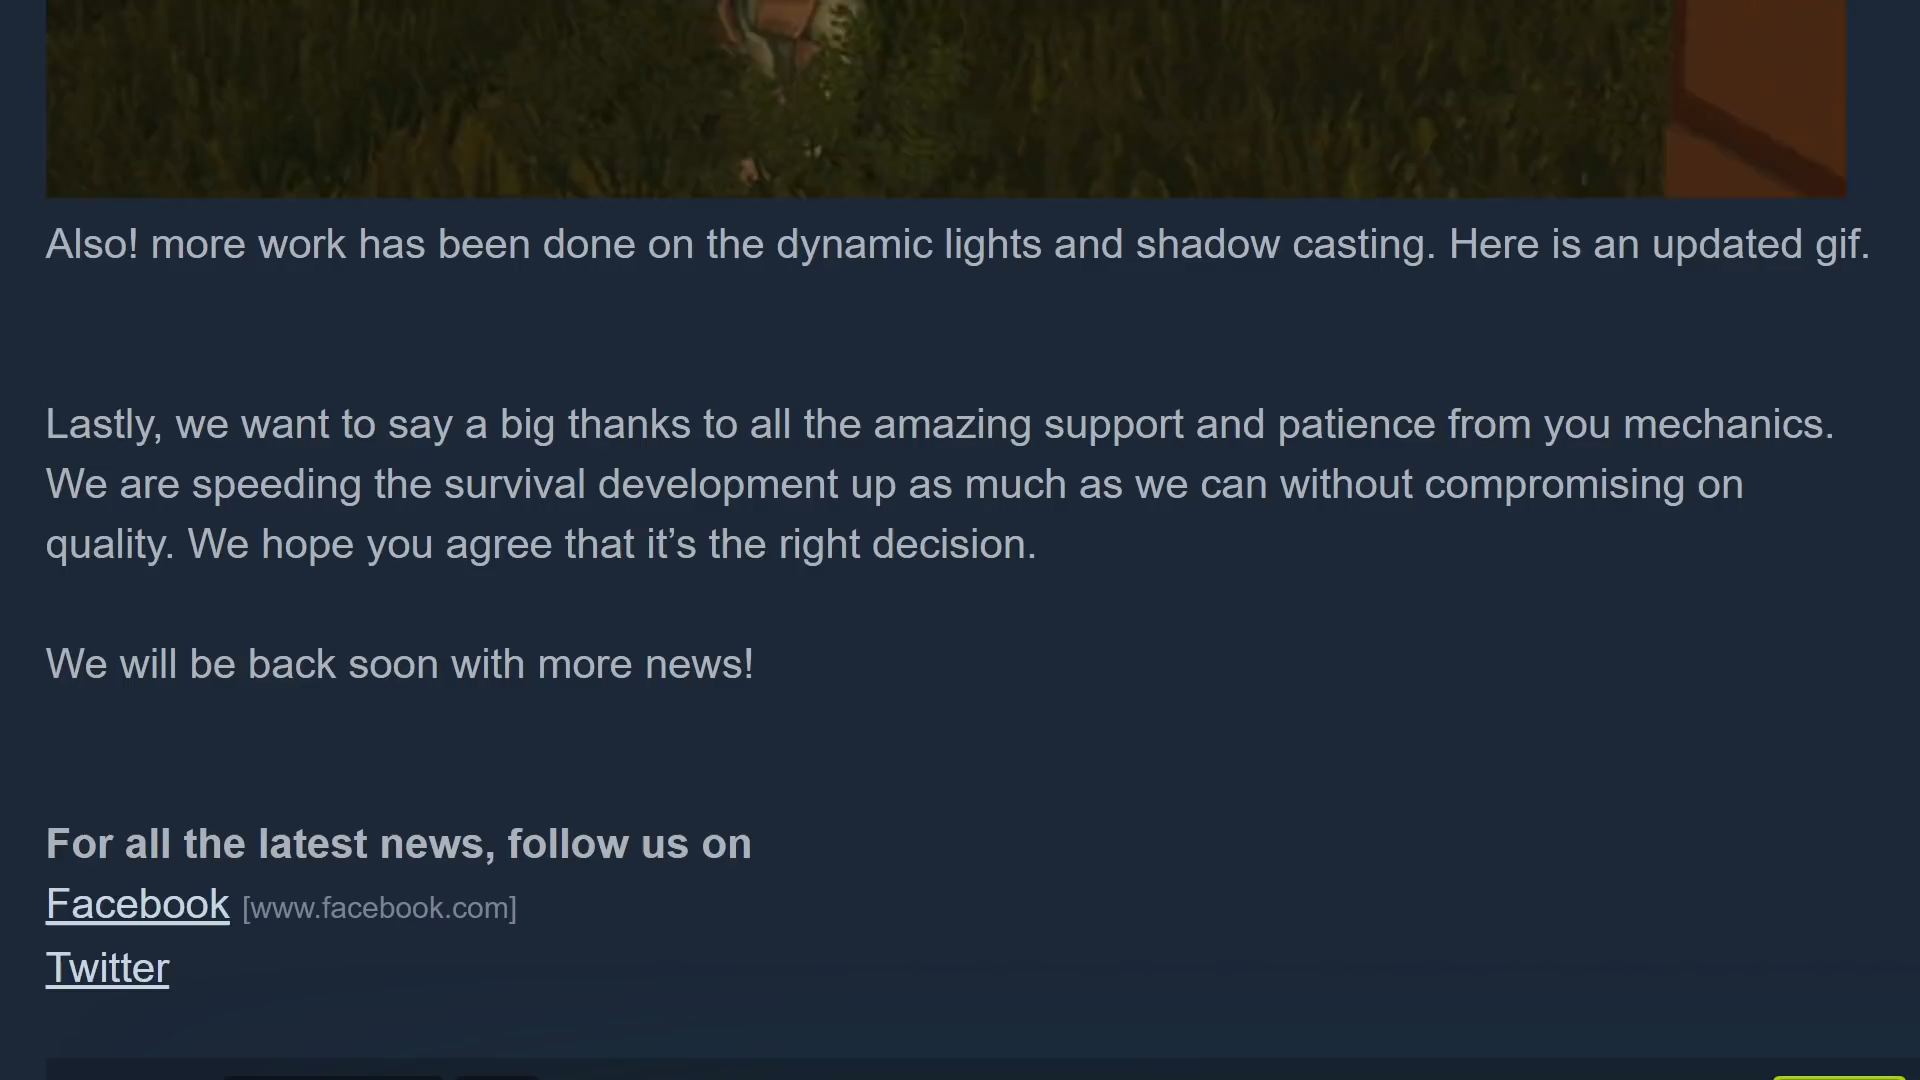 Also! more work has been done on the dynamic lights and shadow casting. Here is an updated gif.
Lastly, we want to say a big thanks to all the amazing support and patience from you mechanics.
We are speeding the survival development up as much as we can without compromising on
quality. We hope you agree that it’s the right decision.
We will be back soon with more news!
For all the latest news, follow us on
Facebook [www.facebook.com]
Twitter